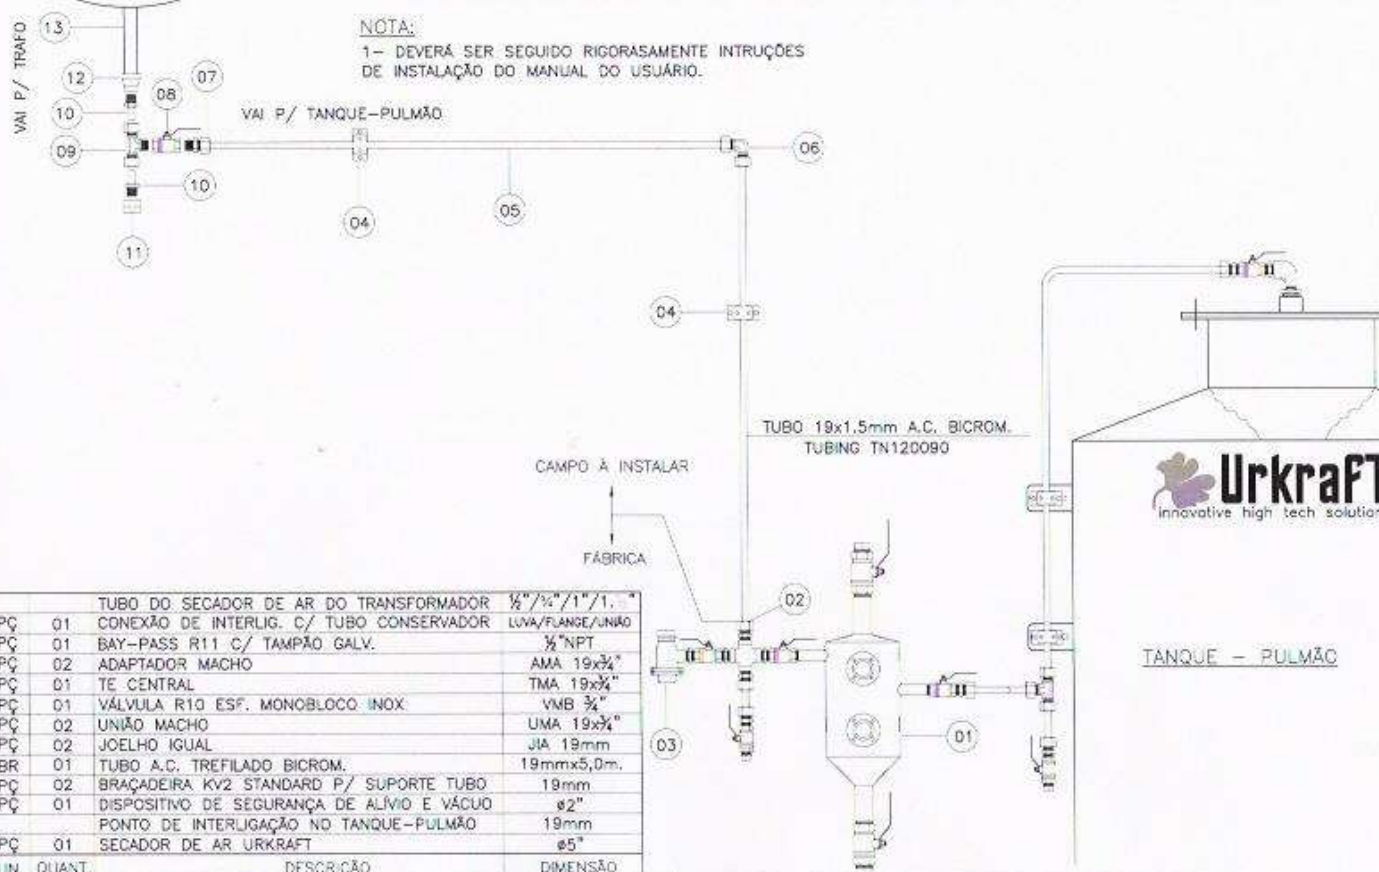 VAI P/ TRAFO
13
NOTA:
1- DEVERÁ SER SEGUIDO RIGORASAMENTE INTRUÇÕES
DE INSTALAÇÃO DO MANUAL DO USUÁRIO.
12
07
08
10
VAI P/ TANQUE-PULMÃO
09
06
10
05
04
11
04
TUBO 19x1.5mm A.C. BICROM.
TUBING TN120090
CAMPO À INSTALAR
FÁBRICA
Urkraft
innovative high tech solution
02
TANQUE - PULMÃO
03
01
TUBO DO SECADOR DE AR DO TRANSFORMADOR ½"/¾"/1"/1.
PÇ 01 CONEXÃO DE INTERLIG. C/ TUBO CONSERVADOR LUVA/FLANGE/UNIÃO
PÇ 01 BAY-PASS R11 C/ TAMPÃO GALV. ½"NPT
PÇ 02 ADAPTADOR MACHO AMA 19x¾"
PÇ 01 TE CENTRAL TMA 19x¾"
PÇ 01 VÁLVULA R10 ESF. MONOBLOCO INOX VMB ¾"
PÇ 02 UNIÃO MACHO UMA 19x¾"
PÇ 02 JOELHO IGUAL JIA 19mm
BR 01 TUBO A.C. TREFILADO BICROM. 19mmx5,0m.
PÇ 02 BRAÇADEIRA KV2 STANDARD P/ SUPORTE TUBO 19mm
PÇ 01 DISPOSITIVO DE SEGURANÇA DE ALÍVIO E VÁCUO ø2"
PONTO DE INTERLIGAÇÃO NO TANQUE-PULMÃO 19mm
PÇ 01 SECADOR DE AR URKRAFT ø5"
UN QUANT. DESCRIÇÃO DIMENSÃO